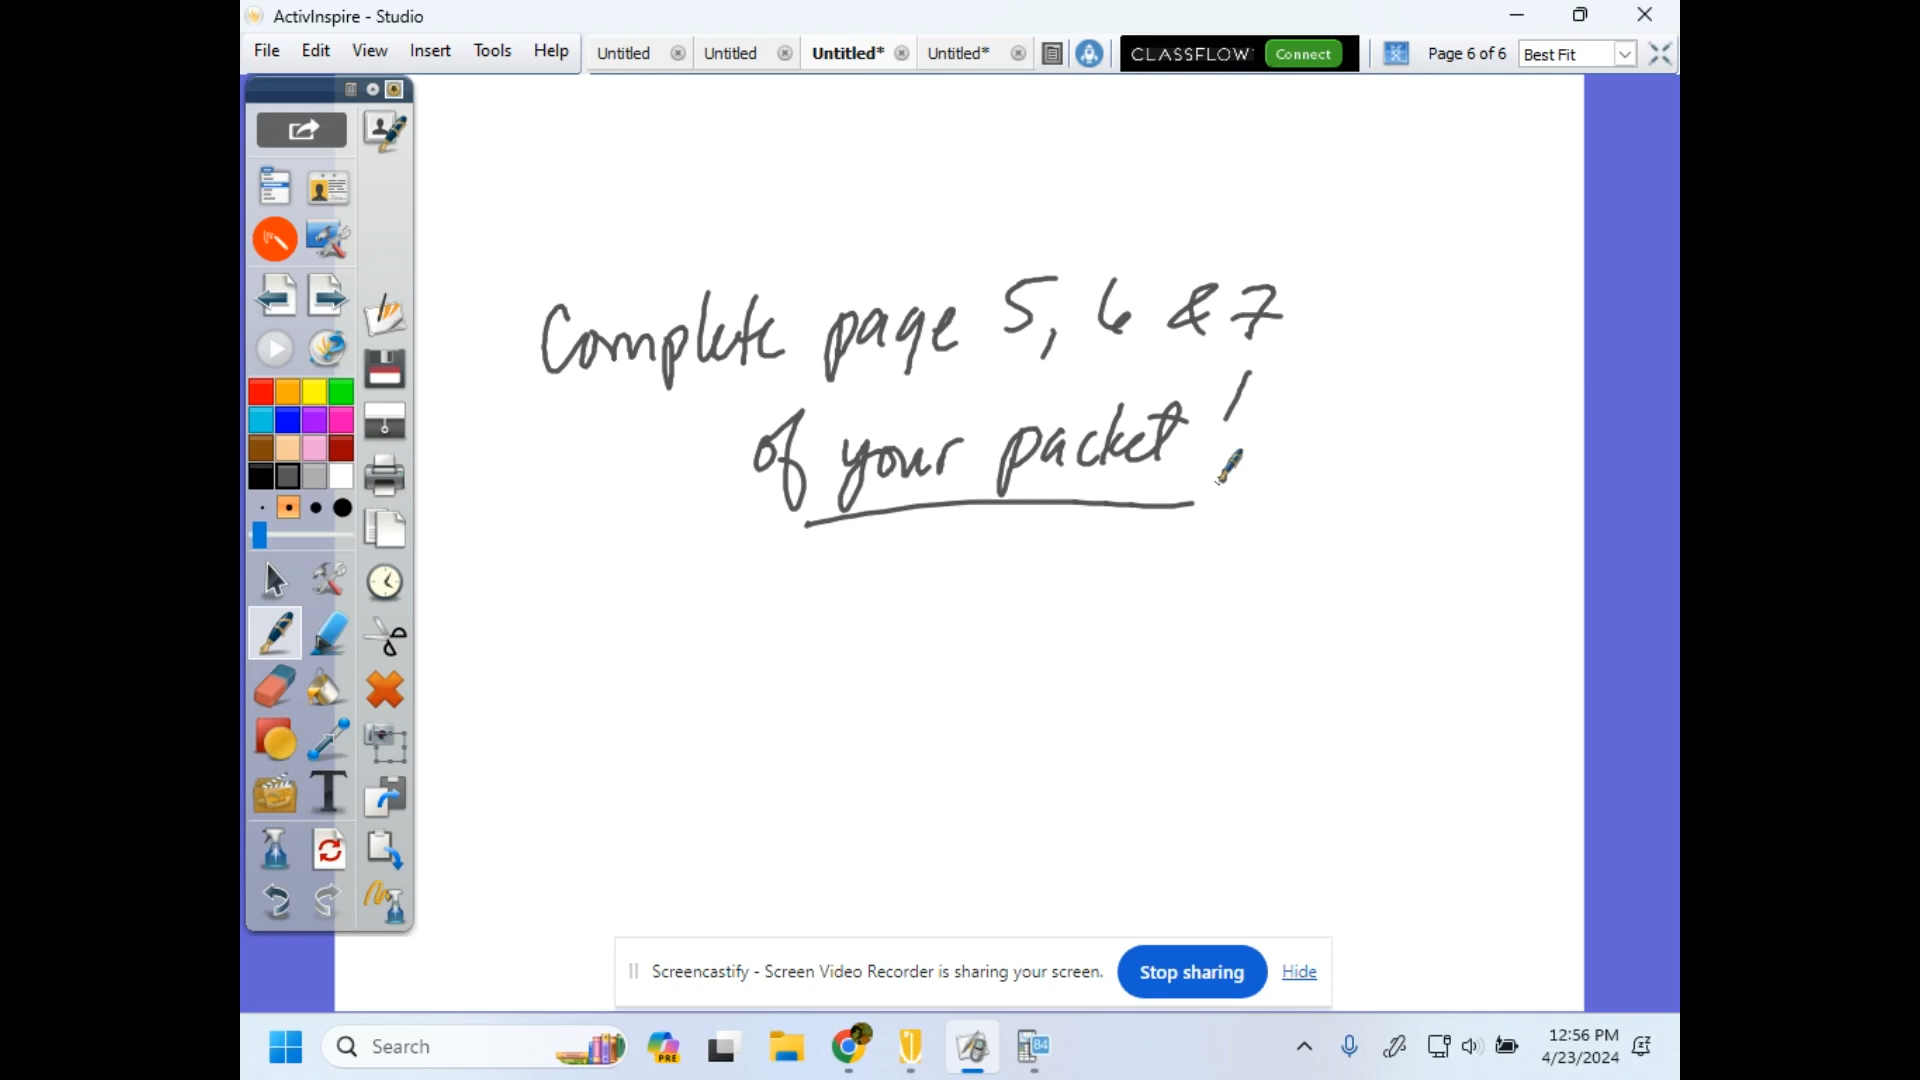 ActivInspire - Studio
File Edit View Insert Tools Help Untitled Untitled Untitled* Untitled* CLASSFLOW Connect Page 6 of 6 Best Fit
Complete page 5, 6 & 7
of your packet !
T
Screencastify - Screen Video Recorder is sharing your screen. Stop sharing Hide
Search PRE 84 12:56 PM
4/23/2024